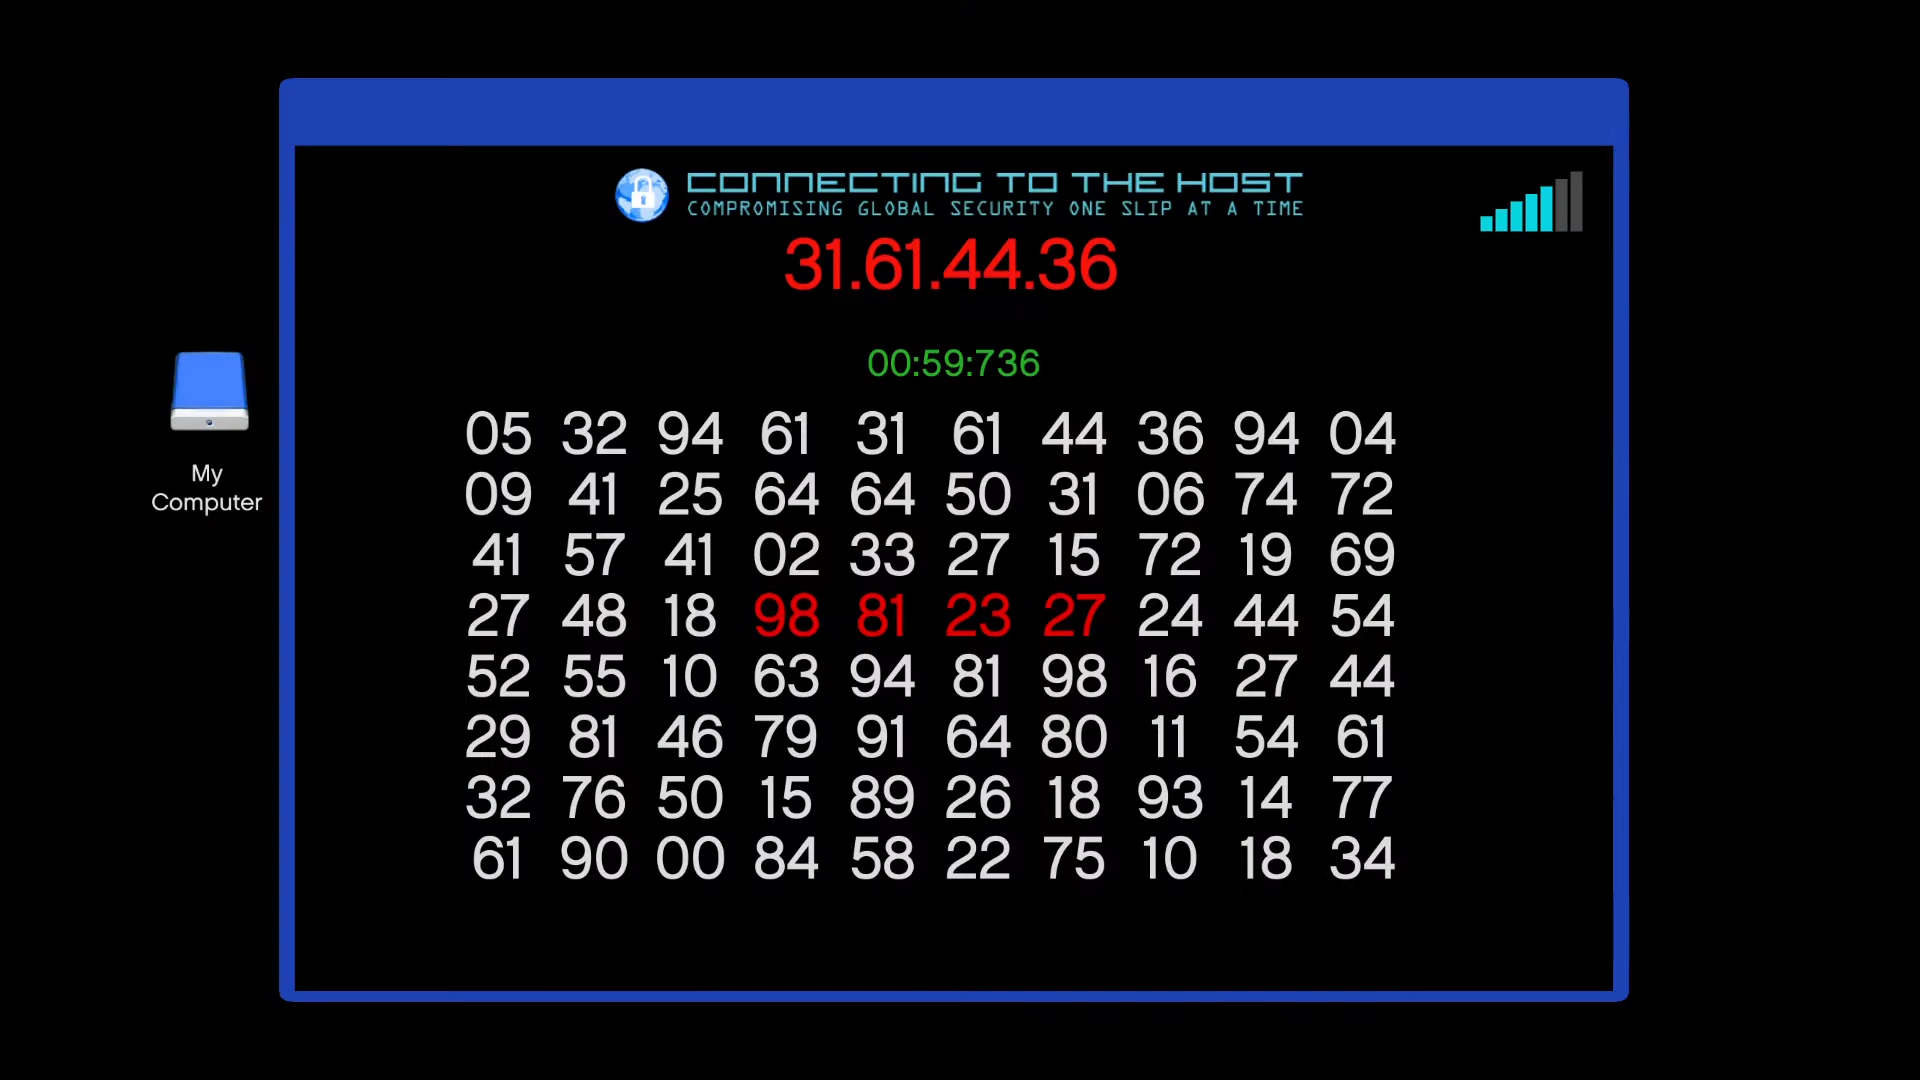 CONNECTING TO THE HOST
COMPROMISING GLOBAL SECURITY ONE SLIP AT A TIME
31.61.44.36
00:59:736
05 32 94 61 31 61 44 36 94 04
09 41 25 64 64 50 31 06 74 72
41 57 41 02 33 27 15 72 19 69
27 48 18 98 81 23 27 24 44 54
52 55 10 63 94 81 98 16 27 44
29 81 46 79 91 64 80 11 54 61
32 76 50 15 89 26 18 93 14 77
61 90 00 84 58 22 75 10 18 34
My
Computer